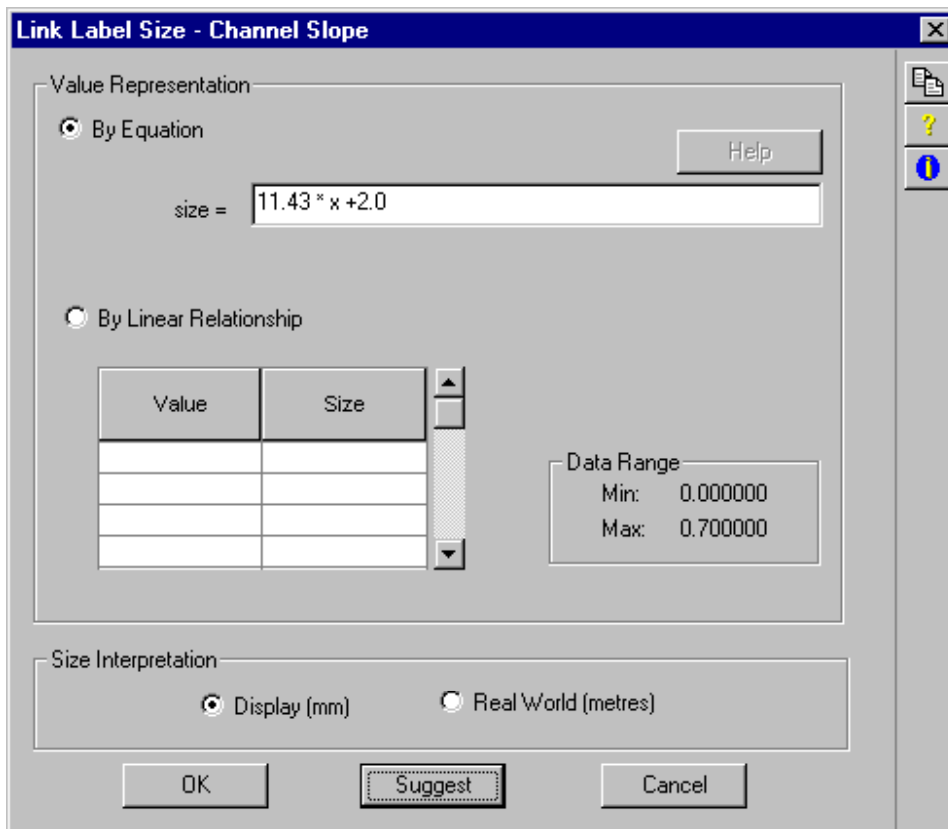 Link Label Size - Channel Slope
Value Representation
By Equation
Help
size =
11.43 * x +2.0
By Linear Relationship
Value Size
Data Range
Min: 0.000000
Max: 0.700000
Size Interpretation
Display (mm) Real World (metres)
OK Suggest Cancel